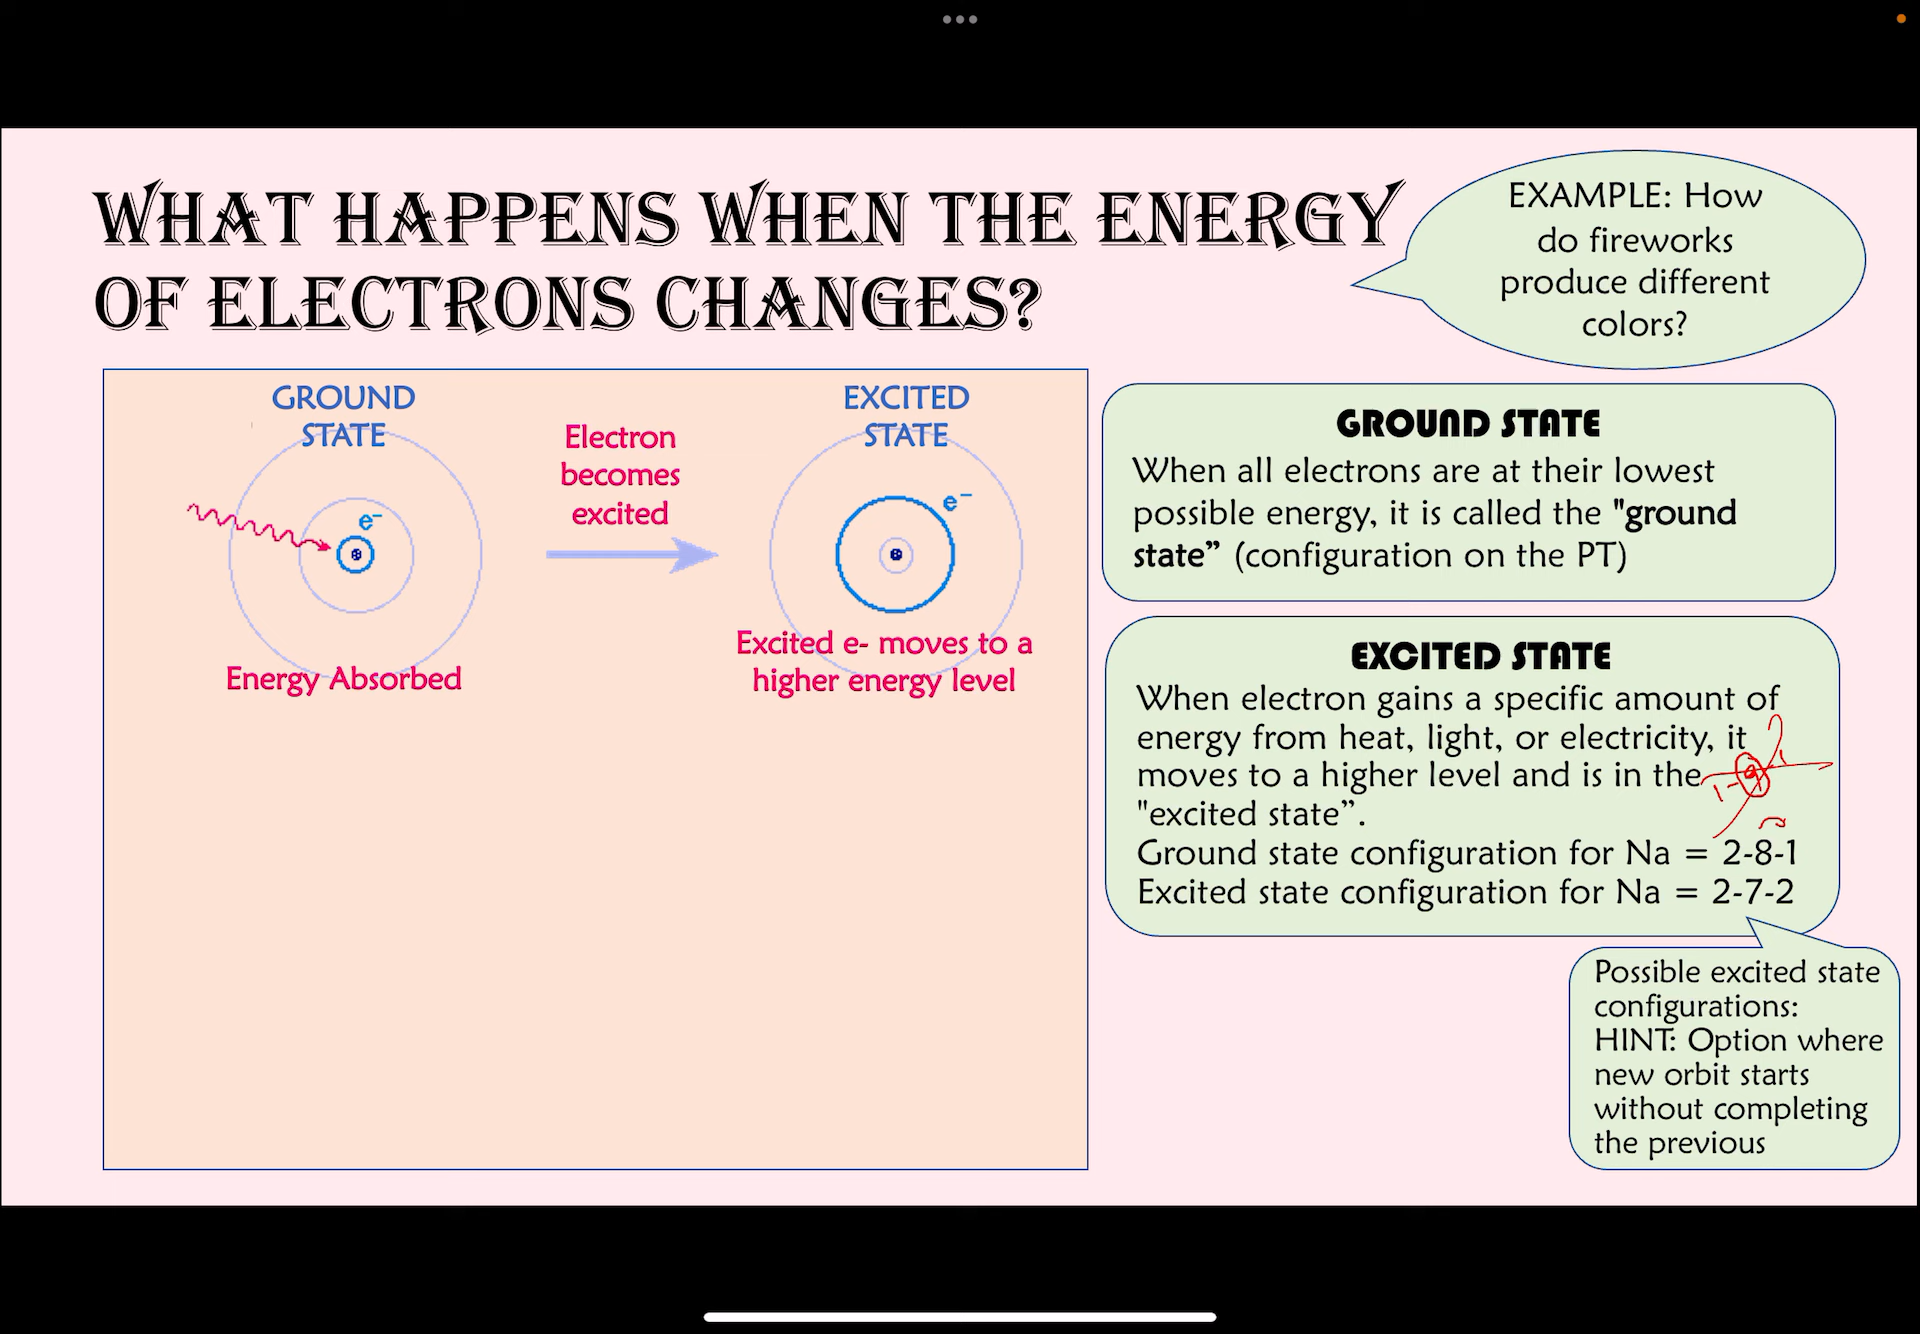 WHAT HAPPENS WHEN THE ENERGY
OF ELECTRONS CHANGES?
EXAMPLE: How
do fireworks
produce different
colors?
GROUND
STATE
e⁻
Energy Absorbed
Electron
becomes
excited
EXCITED
STATE
e⁻
Excited e- moves to a
higher energy level
GROUND STATE
When all electrons are at their lowest
possible energy, it is called the "ground
state” (configuration on the PT)
EXCITED STATE
When electron gains a specific amount of
energy from heat, light, or electricity, it
moves to a higher level and is in the
"excited state”.
Ground state configuration for Na = 2-8-1
Excited state configuration for Na = 2-7-2
Possible excited state
configurations:
HINT: Option where
new orbit starts
without completing
the previous